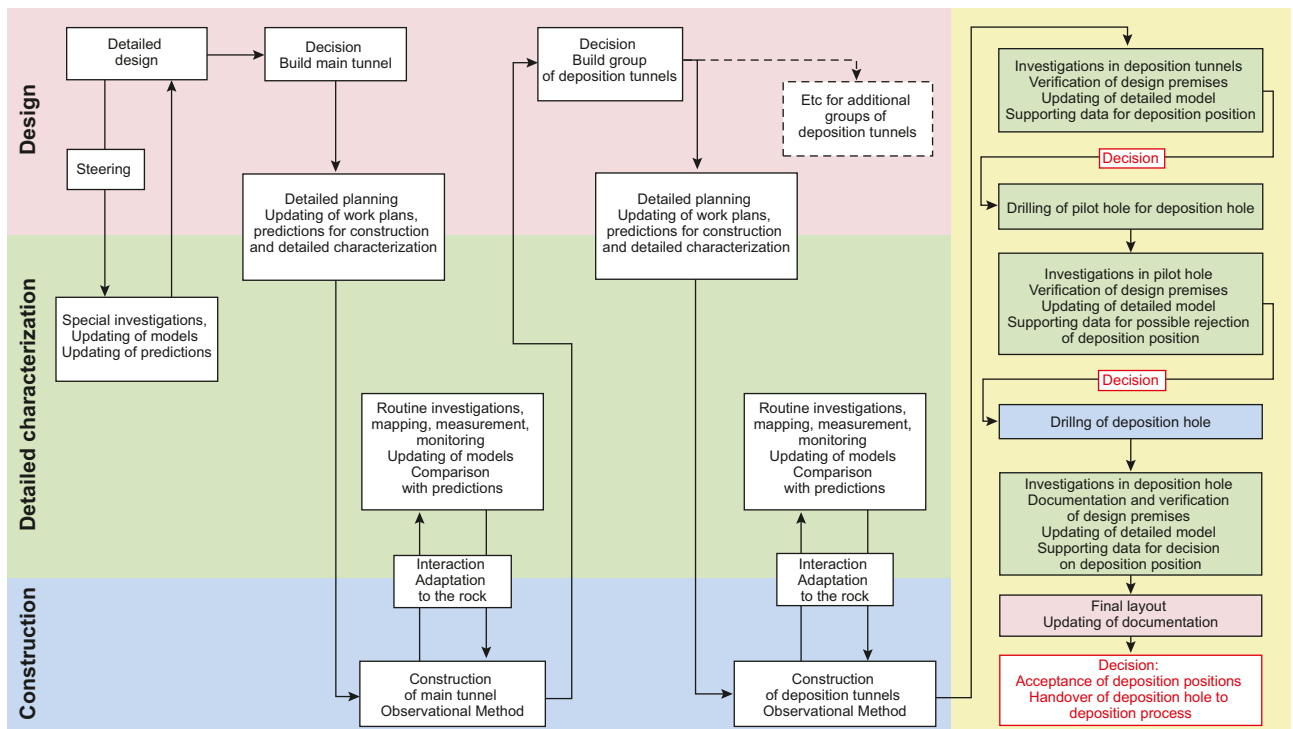 Design
Detailed characterization
Construction
Detailed
design
Steering
Special investigations,
Updating of models
Updating of predictions
Decision
Build main tunnel
Detailed planning
Updating of work plans,
predictions for construction
and detailed characterization
Routine investigations,
mapping, measurement,
monitoring
Updating of models
Comparison
with predictions
Interaction
Adaptation
to the rock
Construction
of main tunnel
Observational Method
Decision
Build group
of deposition tunnels
Etc for additional
groups of
deposition tunnels
Detailed planning
Updating of work plans,
predictions for construction
and detailed characterization
Routine investigations,
mapping, measurement,
monitoring
Updating of models
Comparison
with predictions
Interaction
Adaptation
to the rock
Construction
of deposition tunnels
Observational Method
Investigations in deposition tunnels
Verification of design premises
Updating of detailed model
Supporting data for deposition position
Decision
Drilling of pilot hole for deposition hole
Investigations in pilot hole
Verification of design premises
Updating of detailed model
Supporting data for possible rejection
of deposition position
Decision
Drillng of deposition hole
Investigations in deposition hole
Documentation and verification
of design premises
Updating of detailed model
Supporting data for decision
on deposition position
Final layout
Updating of documentation
Decision:
Acceptance of deposition positions
Handover of deposition hole to
deposition process